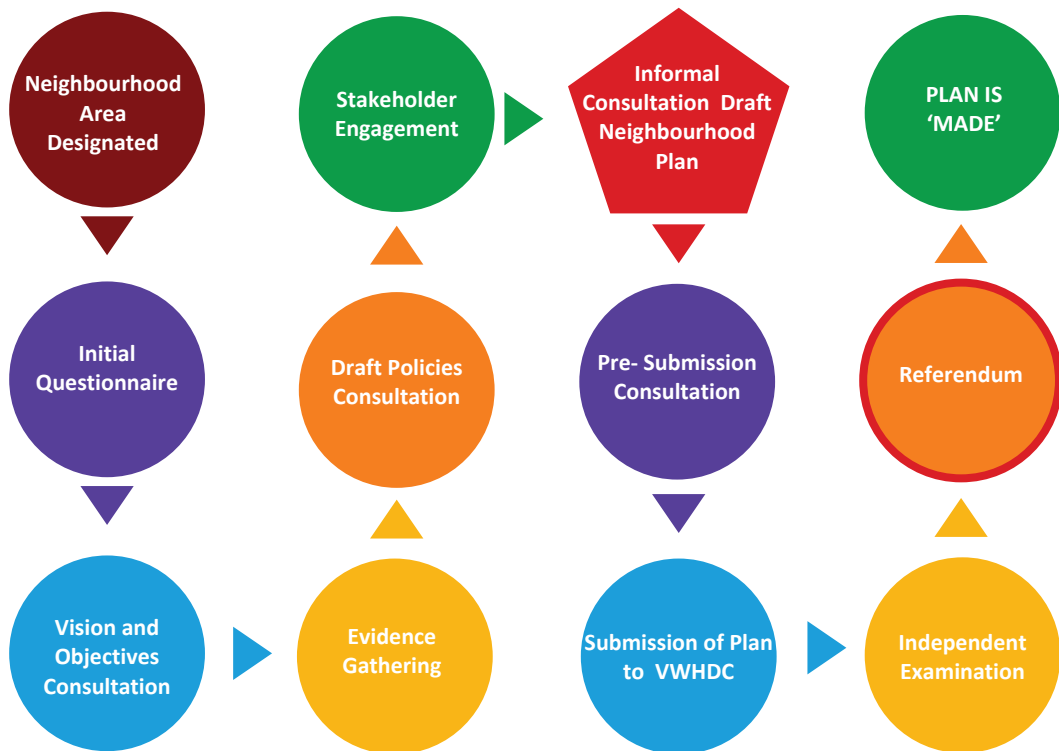 Neighbourhood
Area
Designated
Initial
Questionnaire
Vision and
Objectives
Consultation
Evidence
Gathering
Draft Policies
Consultation
Stakeholder
Engagement
Informal
Consultation Draft
Neighbourhood
Plan
Pre- Submission
Consultation
Submission of Plan
to VWHDC
Independent
Examination
Referendum
PLAN IS
‘MADE’